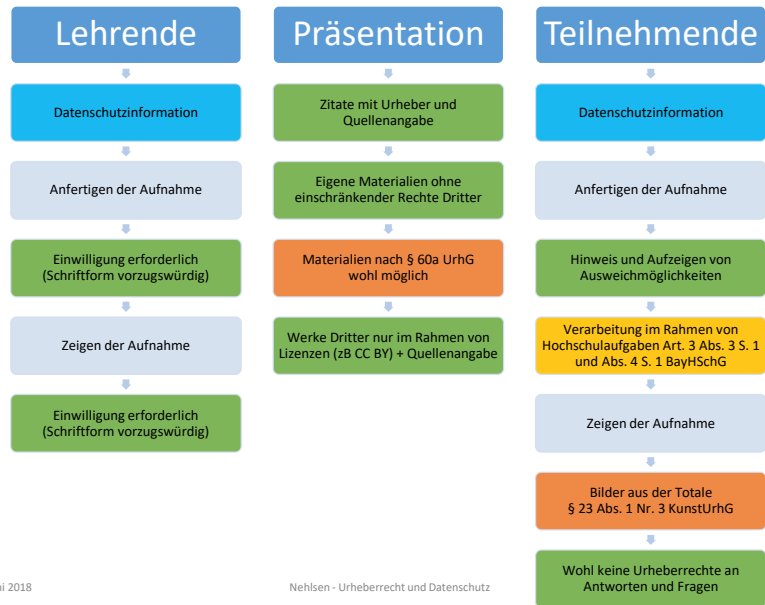 Lehrende
Datenschutzinformation
Anfertigen der Aufnahme
Einwilligung erforderlich
(Schriftform vorzugswürdig)
Zeigen der Aufnahme
Einwilligung erforderlich
(Schriftform vorzugswürdig)
Präsentation
Zitate mit Urheber und
Quellenangabe
Eigene Materialien ohne
einschränkender Rechte Dritter
Materialien nach § 60a UrhG
wohl möglich
Werke Dritter nur im Rahmen von
Lizenzen (zB CC BY) + Quellenangabe
Teilnehmende
Datenschutzinformation
Anfertigen der Aufnahme
Hinweis und Aufzeigen von
Ausweichmöglichkeiten
Verarbeitung im Rahmen von
Hochschulaufgaben Art. 3 Abs. 3 S. 1
und Abs. 4 S. 1 BayHSchG
Zeigen der Aufnahme
Bilder aus der Totale
§ 23 Abs. 1 Nr. 3 KunstUrhG
Wohl keine Urheberrechte an
Antworten und Fragen
2018
Nehlsen - Urheberrecht und Datenschutz